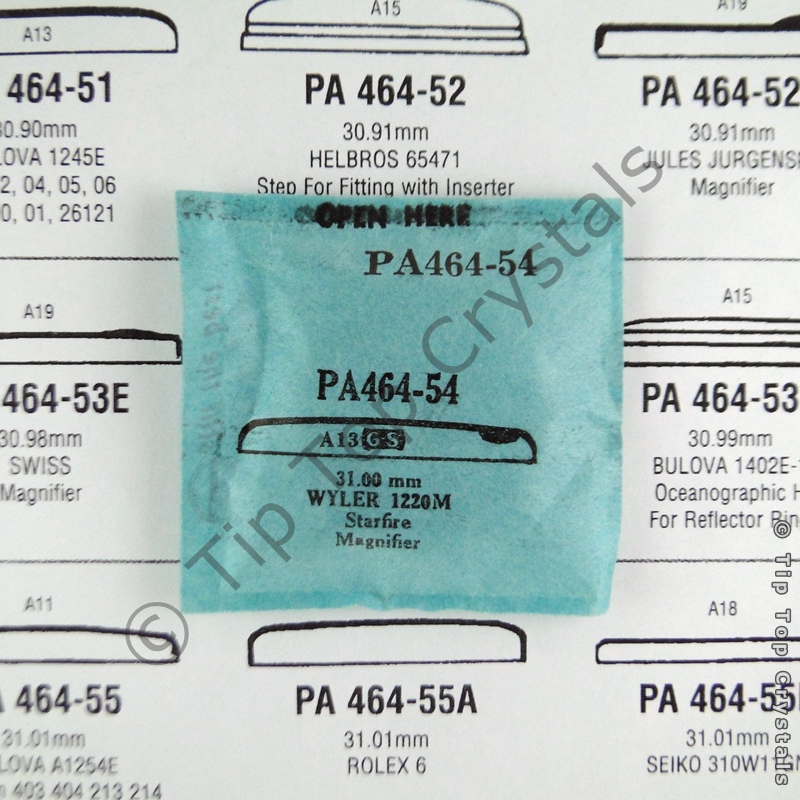 A13
464-51
30.90mm
LOVA 1245E
2, 04, 05, 06
0, 01, 26121
A15
PA 464-52
30.91mm
HELBROS 65471
Step For Fitting with Inserter
A19
PA 464-52
30.91mm
JULES JURGENSE
Magnifier
OPEN HERE
PA464-54
PA464-54
A13 G-S
31.00 mm
WYLER 1220M
Starfire
Magnifier
A19
464-53E
30.98mm
SWISS
Magnifier
A15
PA 464-53
30.99mm
BULOVA 1402E-
Oceanographic H
For Reflector Rin
A11
464-55
31.01mm
LOVA A1254E
403 404 213 214
PA 464-55A
31.01mm
ROLEX 6
A18
PA 464-55
31.01mm
SEIKO
© Tip Top Crystals
© Tip Top Crystals